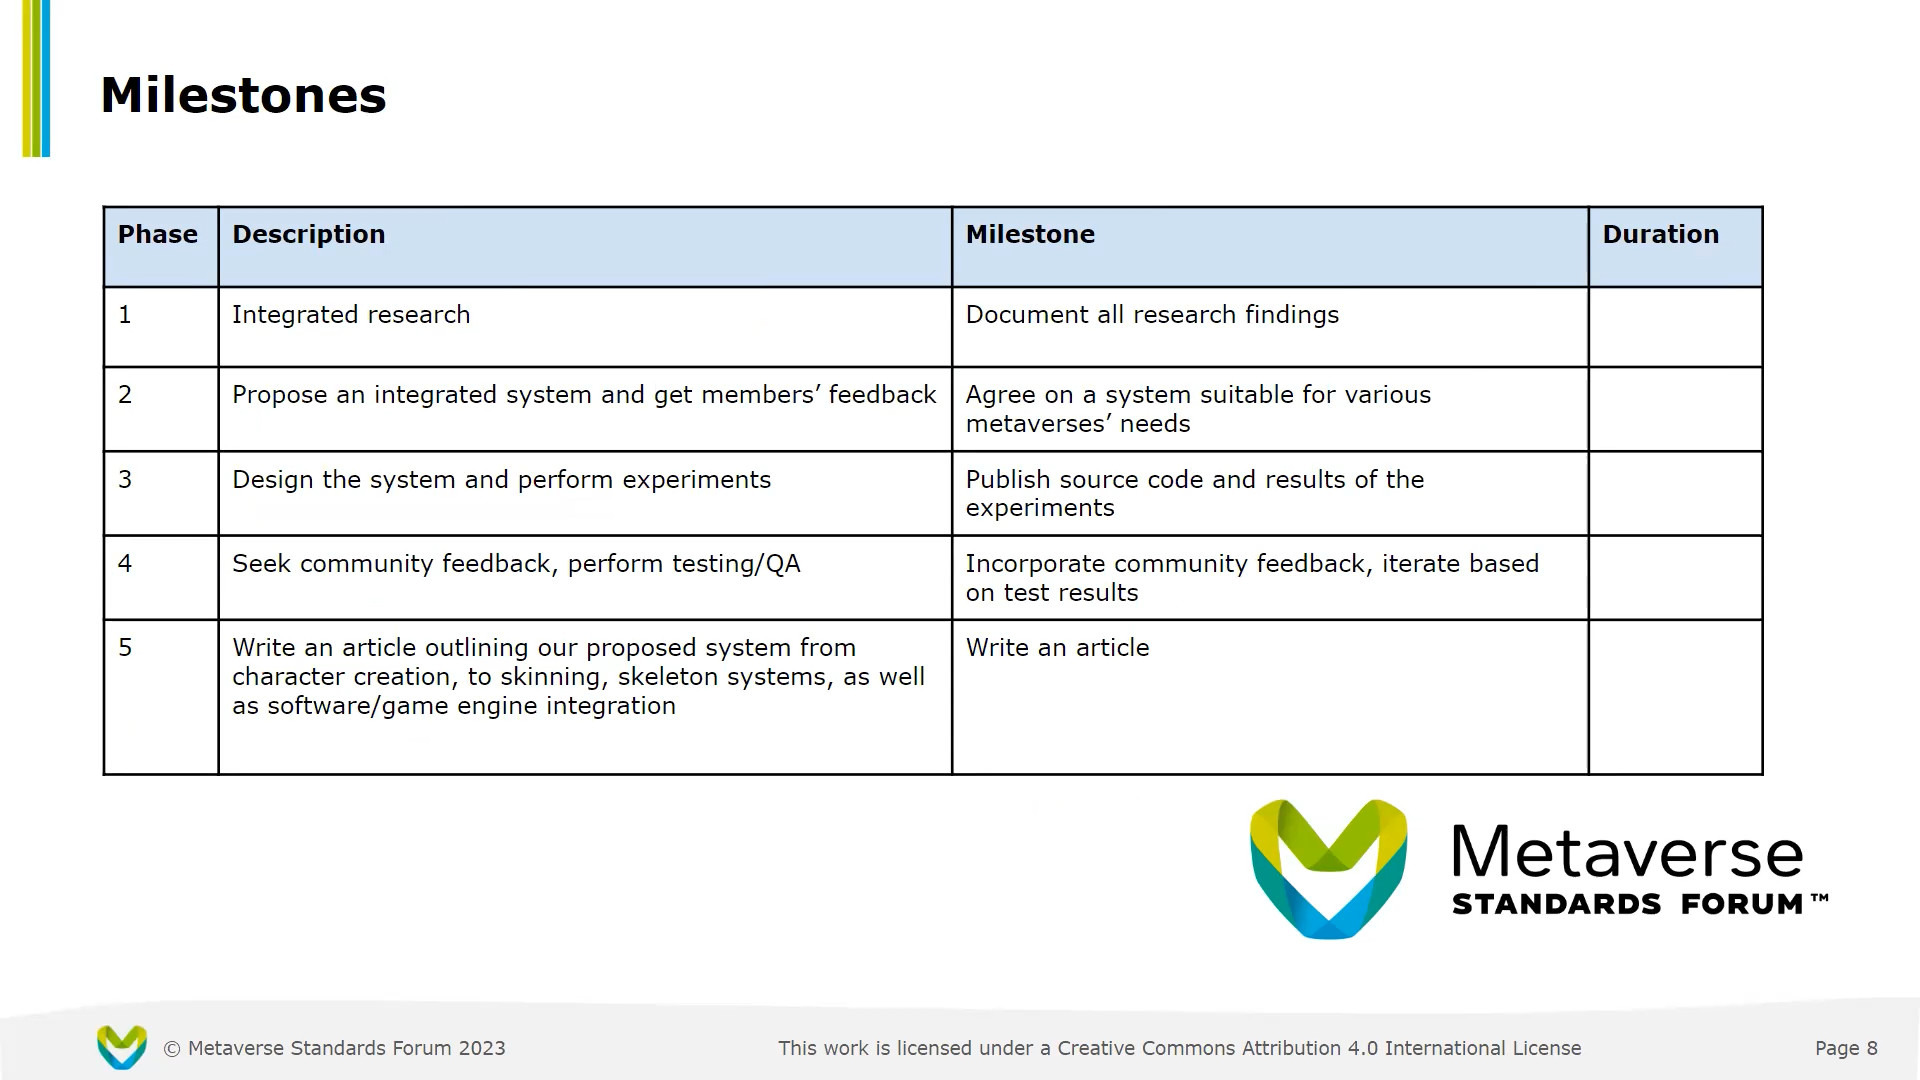 Milestones
Phase Description Milestone Duration
1 Integrated research Document all research findings
2 Propose an integrated system and get members’ feedback Agree on a system suitable for various
metaverses’ needs
3 Design the system and perform experiments Publish source code and results of the
experiments
4 Seek community feedback, perform testing/QA Incorporate community feedback, iterate based
on test results
5 Write an article outlining our proposed system from Write an article
character creation, to skinning, skeleton systems, as well
as software/game engine integration
Metaverse
STANDARDS FORUM™
© Metaverse Standards Forum 2023 This work is licensed under a Creative Commons Attribution 4.0 International License Page 8